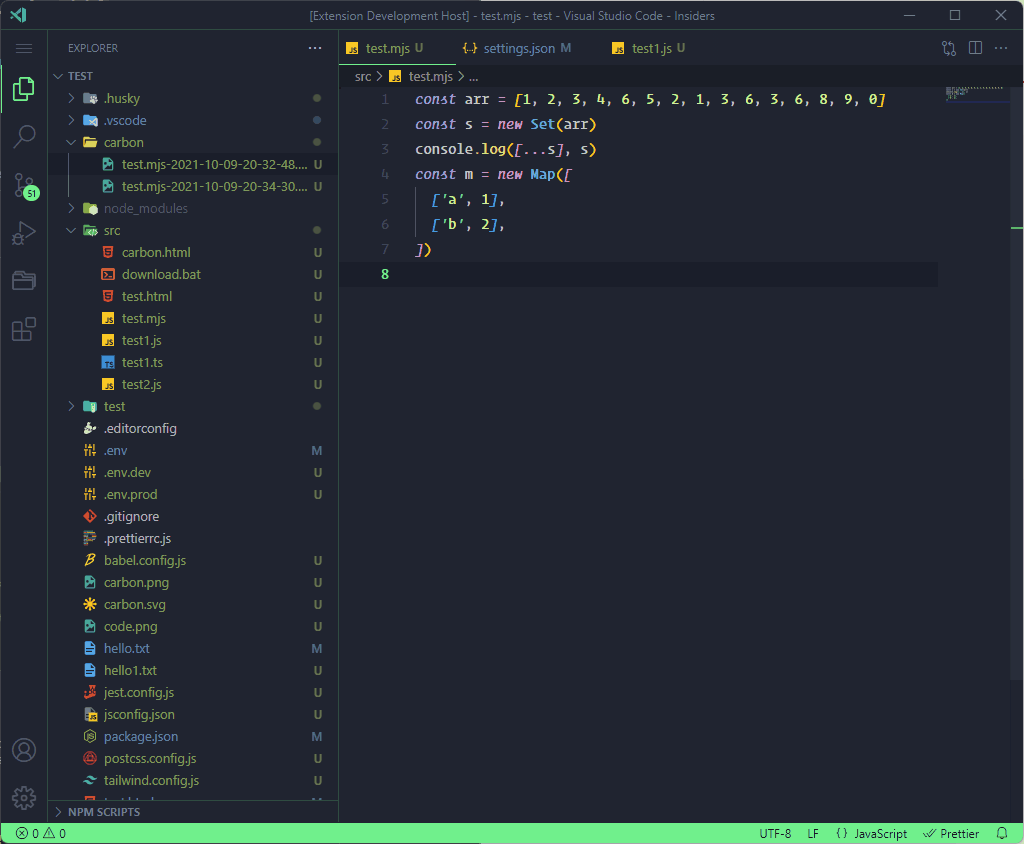 [Extension Development Host] - test.mjs - test - Visual Studio Code - Insiders
EXPLORER
TEST
.husky
.vscode
carbon
test.mjs-2021-10-09-20-32-48.... U
test.mjs-2021-10-09-20-34-30.... U
node_modules
src
carbon.html U
download.bat U
test.html U
test.mjs U
test1.js U
test1.ts U
test2.js U
test
.editorconfig
.env M
.env.dev U
.env.prod U
.gitignore
.prettierrc.js
babel.config.js U
carbon.png U
carbon.svg U
code.png U
hello.txt M
hello1.txt U
jest.config.js U
jsconfig.json U
package.json M
postcss.config.js U
tailwind.config.js U
NPM SCRIPTS
51
test.mjs U
settings.json M
test1.js U
src > test.mjs > ...
1 const arr = [1, 2, 3, 4, 6, 5, 2, 1, 3, 6, 3, 6, 8, 9, 0]
2 const s = new Set(arr)
3 console.log([...s], s)
4 const m = new Map([
5 ['a', 1],
6 ['b', 2],
7 ])
8
0 0
UTF-8 LF {} JavaScript Prettier